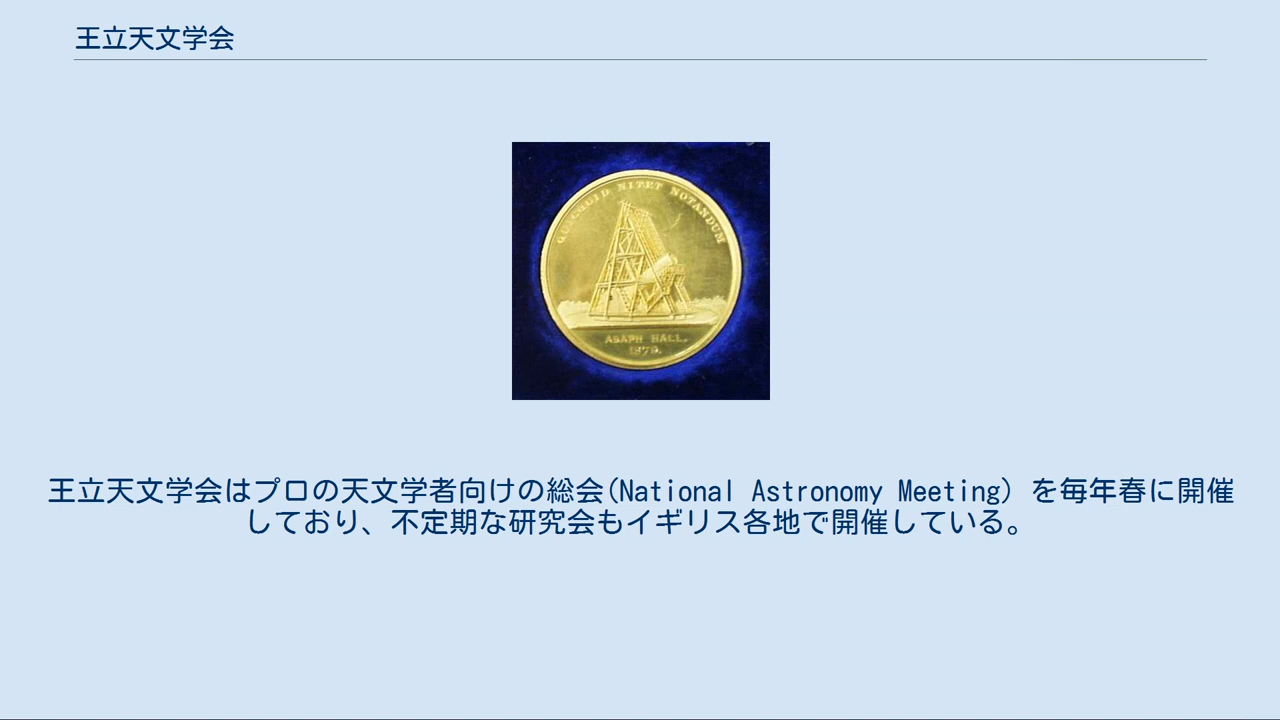 王立天文学会
QUICQUID NITET NOTANDUM
ASAPH HALL.
1879.
王立天文学会はプロの天文学者向けの総会(National Astronomy Meeting) を毎年春に開催
しており、不定期な研究会もイギリス各地で開催している。